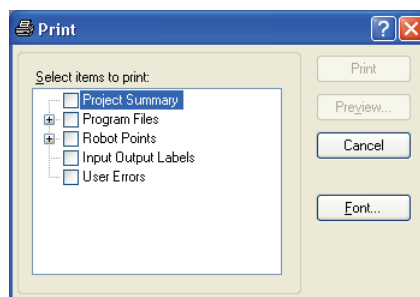 Print
Select items to print:
Project Summary
Program Files
Robot Points
Input Output Labels
User Errors
Print
Preview...
Cancel
Font...